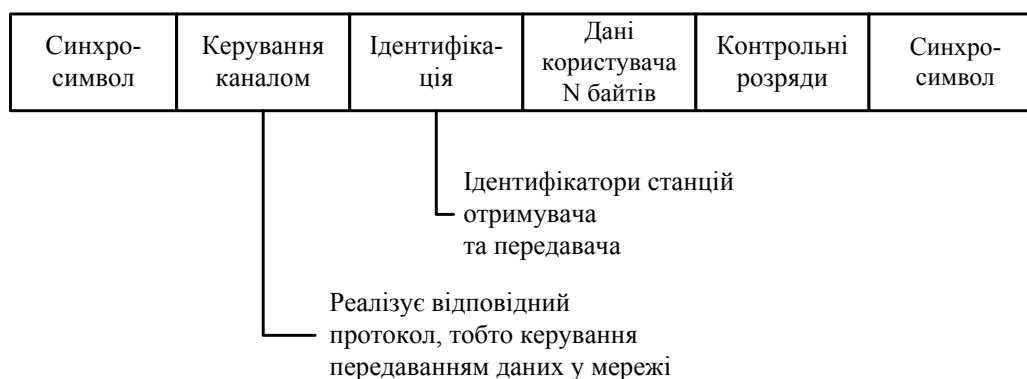 Синхро-
символ
Керування
каналом
Ідентифіка-
ція
Дані
користувача
N байтів
Контрольні
розряди
Синхро-
символ
Ідентифікатори станцій
отримувача
та передавача
Реалізує відповідний
протокол, тобто керування
передаванням даних у мережі